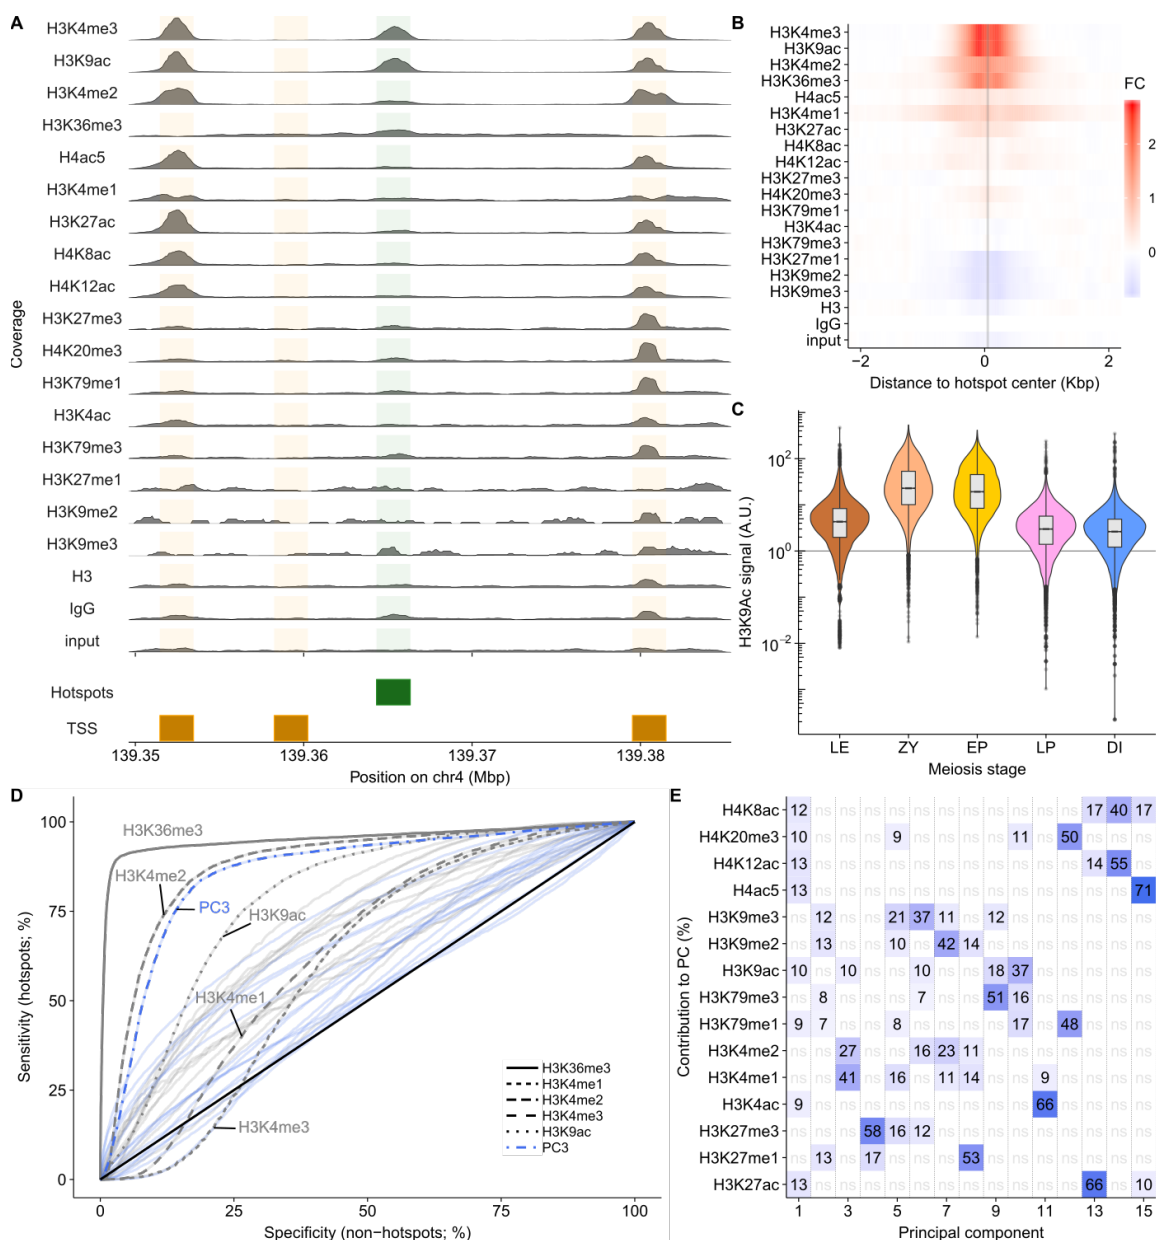 A
H3K4me3
H3K9ac
H3K4me2
H3K36me3
H4ac5
H3K4me1
H3K27ac
H4K8ac
H4K12ac
H3K27me3
H4K20me3
H3K79me1
H3K4ac
H3K79me3
H3K27me1
H3K9me2
H3K9me3
H3
IgG
input
Coverage
Hotspots
TSS
139.35 139.36 139.37 139.38
Position on chr4 (Mbp)
B
H3K4me3
H3K9ac
H3K4me2
H3K36me3
H4ac5
H3K4me1
H3K27ac
H4K8ac
H4K12ac
H3K27me3
H4K20me3
H3K79me1
H3K4ac
H3K79me3
H3K27me1
H3K9me2
H3K9me3
H3
IgG
input
−2 0 2
Distance to hotspot center (Kbp)
FC
2
1
0
C
H3K9Ac signal (A.U.)
10²
10⁰
10⁻²
LE ZY EP LP DI
Meiosis stage
D
Sensitivity (hotspots; %)
100
75
50
25
0
H3K36me3
H3K4me2
PC3
H3K9ac
H3K4me1
H3K4me3
H3K36me3
H3K4me1
H3K4me2
H3K4me3
H3K9ac
PC3
0 25 50 75 100
Specificity (non−hotspots; %)
E
Contribution to PC (%)
H4K8ac 12 ns ns ns ns ns ns ns ns ns ns ns 17 40 17
H4K20me3 10 ns ns ns 9 ns ns ns ns 11 ns 50 ns ns ns
H4K12ac 13 ns ns ns ns ns ns ns ns ns ns ns 14 55 ns
H4ac5 13 ns ns ns ns ns ns ns ns ns ns ns ns ns 71
H3K9me3 ns 12 ns ns 21 37 11 ns 12 ns ns ns ns ns ns
H3K9me2 ns 13 ns ns 10 ns 42 14 ns ns ns ns ns ns ns
H3K9ac 10 ns 10 ns ns 10 ns ns 18 37 ns ns ns ns ns
H3K79me3 ns 8 ns ns ns 7 ns ns 51 16 ns ns ns ns ns
H3K79me1 9 7 ns ns 8 ns ns ns ns 17 ns 48 ns ns ns
H3K4me2 ns ns 27 ns ns 16 23 11 ns ns ns ns ns ns ns
H3K4me1 ns ns 41 ns 16 ns 11 14 ns ns 9 ns ns ns ns
H3K4ac 9 ns ns ns ns ns ns ns ns ns 66 ns ns ns ns
H3K27me3 ns ns ns 58 16 12 ns ns ns ns ns ns ns ns ns
H3K27me1 ns 13 ns 17 ns ns ns 53 ns ns ns ns ns ns ns
H3K27ac 13 ns ns ns ns ns ns ns ns ns ns ns 66 ns 10
1 3 5 7 9 11 13 15
Principal component